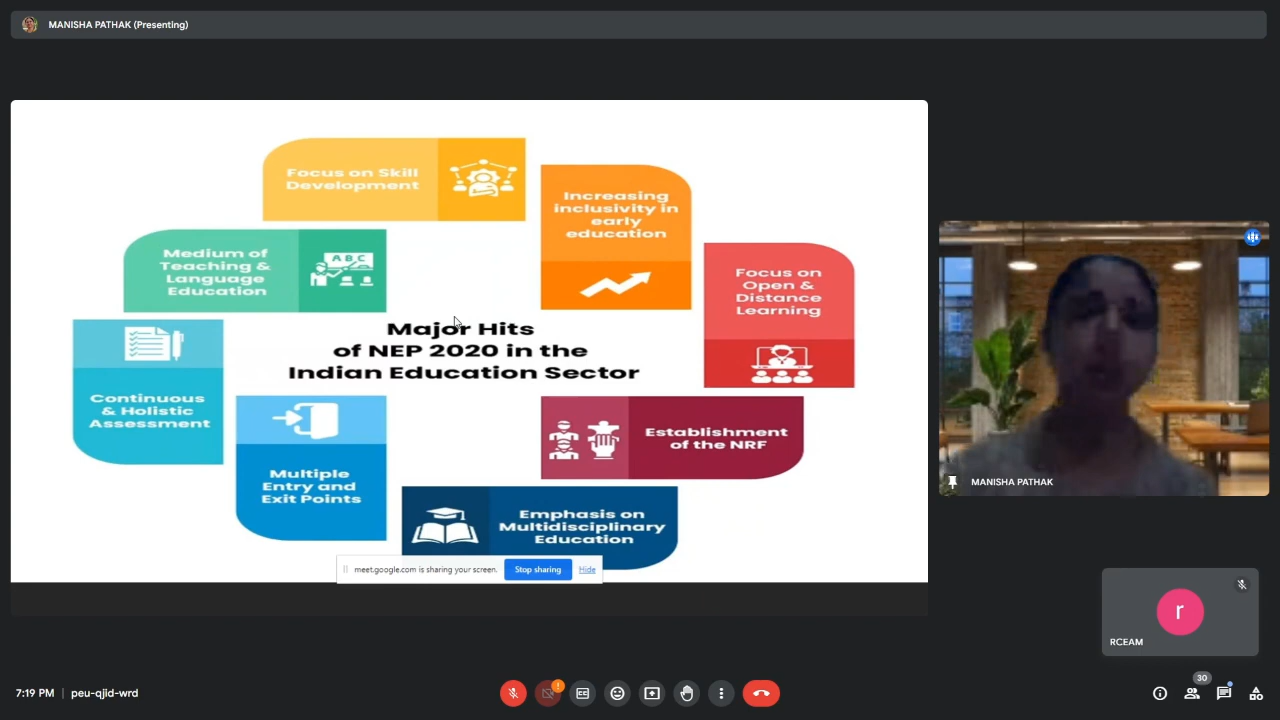 MANISHA PATHAK (Presenting)
Focus on Skill
Development
Increasing
inclusivity in
early
education
Medium of
Teaching &
Language
Education
ABC
Focus on
Open &
Distance
Learning
Major Hits
of NEP 2020 in the
Indian Education Sector
Continuous
& Holistic
Assessment
Establishment
of the NRF
Multiple
Entry and
Exit Points
Emphasis on
Multidisciplinary
Education
meet.google.com is sharing your screen.
Stop sharing
Hide
MANISHA PATHAK
r
RCEAM
7:19 PM | peu-qjid-wrd
30